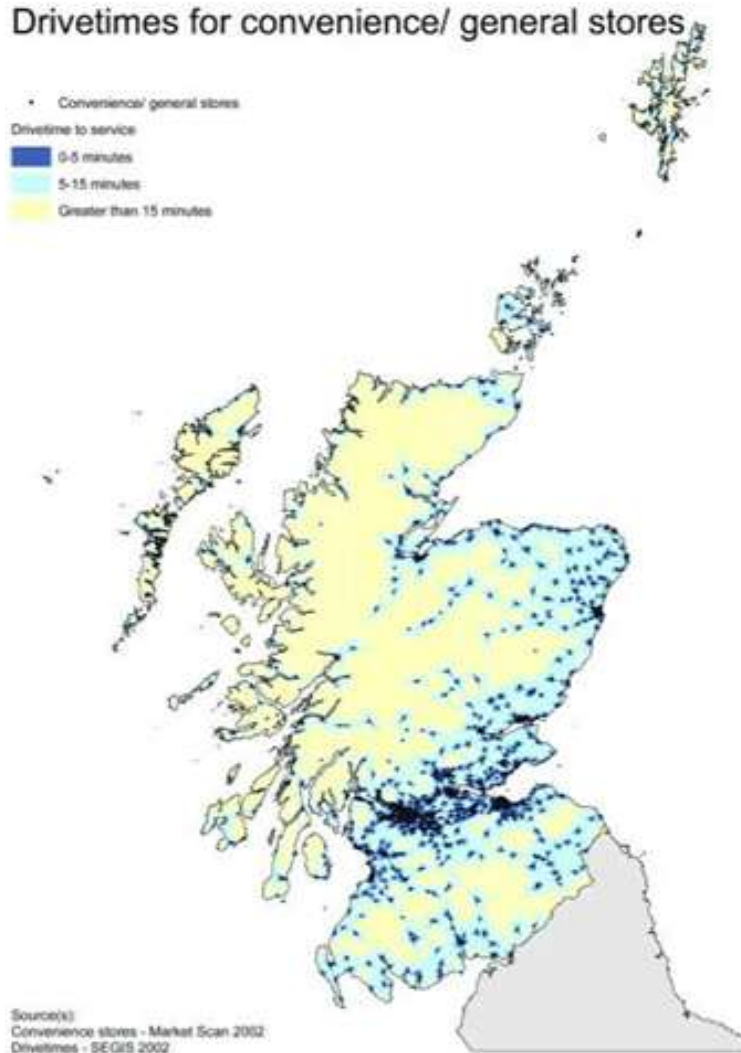 Drivetimes for convenience/ general stores
Convenience/ general stores
Drivetime to service
0-5 minutes
5-15 minutes
Greater than 15 minutes
Source(s):
Convenience stores - Market Scan 2002
Drivetimes - SEGIS 2002